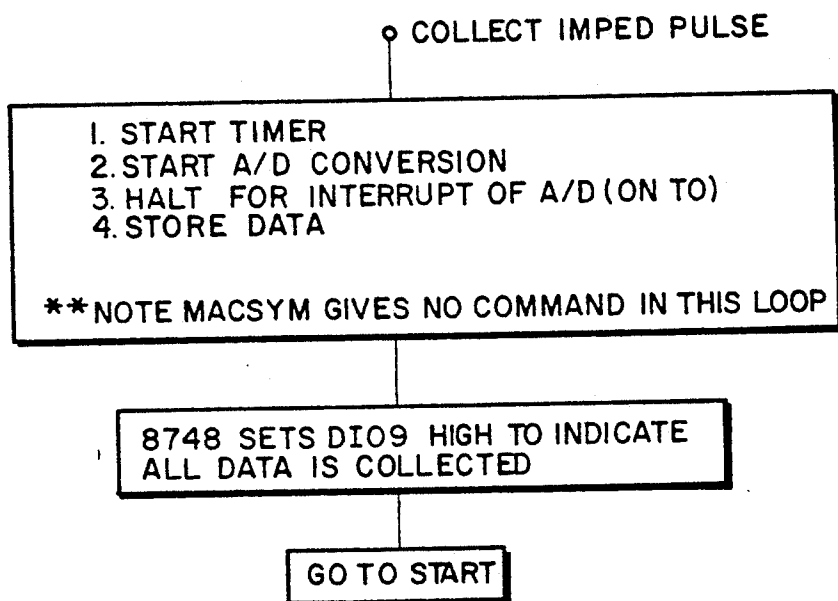 COLLECT IMPED PULSE
1. START TIMER
2. START A/D CONVERSION
3. HALT FOR INTERRUPT OF A/D (ON TO)
4. STORE DATA
**NOTE MACSYM GIVES NO COMMAND IN THIS LOOP
8748 SETS DIO9 HIGH TO INDICATE
ALL DATA IS COLLECTED
GO TO START